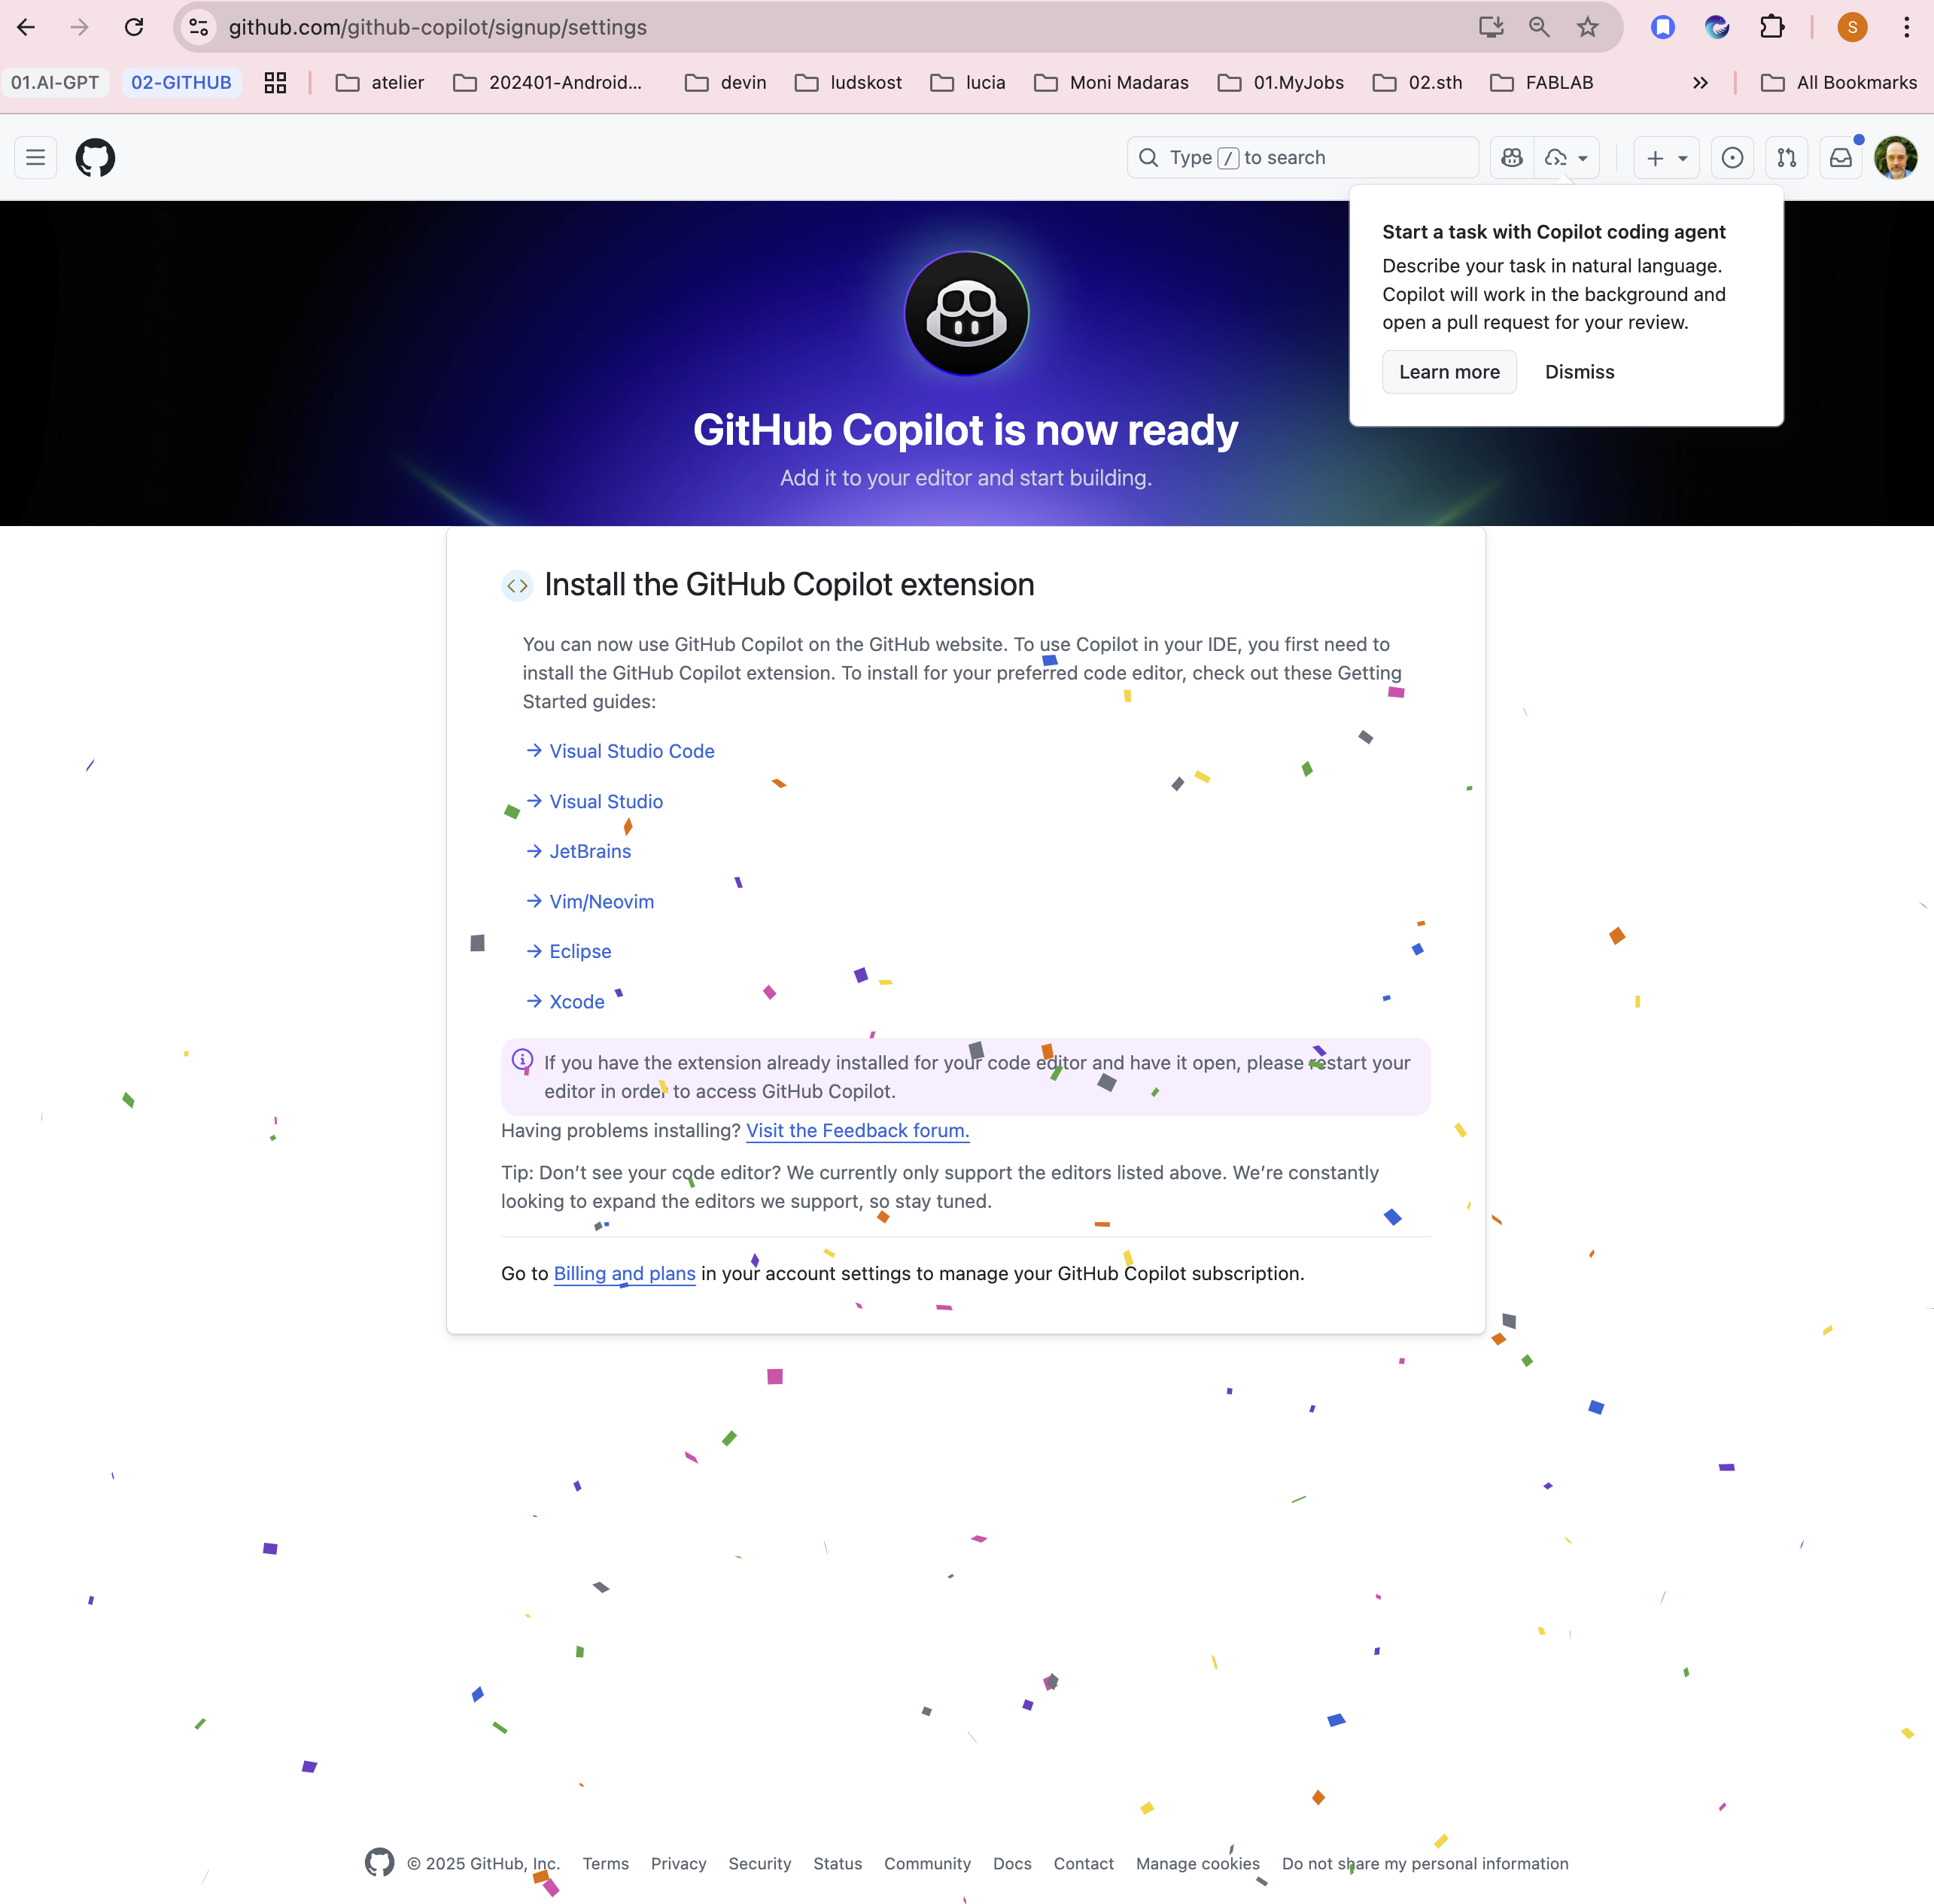 github.com/github-copilot/signup/settings
S
01.AI-GPT
02-GITHUB
atelier
202401-Android...
devin
ludskost
lucia
Moni Madaras
01.MyJobs
02.sth
FABLAB
All Bookmarks
Type / to search
Start a task with Copilot coding agent
Describe your task in natural language.
Copilot will work in the background and
open a pull request for your review.
Learn more
Dismiss
GitHub Copilot is now ready
Add it to your editor and start building.
Install the GitHub Copilot extension
You can now use GitHub Copilot on the GitHub website. To use Copilot in your IDE, you first need to
install the GitHub Copilot extension. To install for your preferred code editor, check out these Getting
Started guides:
Visual Studio Code
Visual Studio
JetBrains
Vim/Neovim
Eclipse
Xcode
If you have the extension already installed for your code editor and have it open, please restart your
editor in order to access GitHub Copilot.
Having problems installing? Visit the Feedback forum.
Tip: Don’t see your code editor? We currently only support the editors listed above. We’re constantly
looking to expand the editors we support, so stay tuned.
Go to Billing and plans in your account settings to manage your GitHub Copilot subscription.
© 2025 GitHub, Inc.
Terms
Privacy
Security
Status
Community
Docs
Contact
Manage cookies
Do not share my personal information